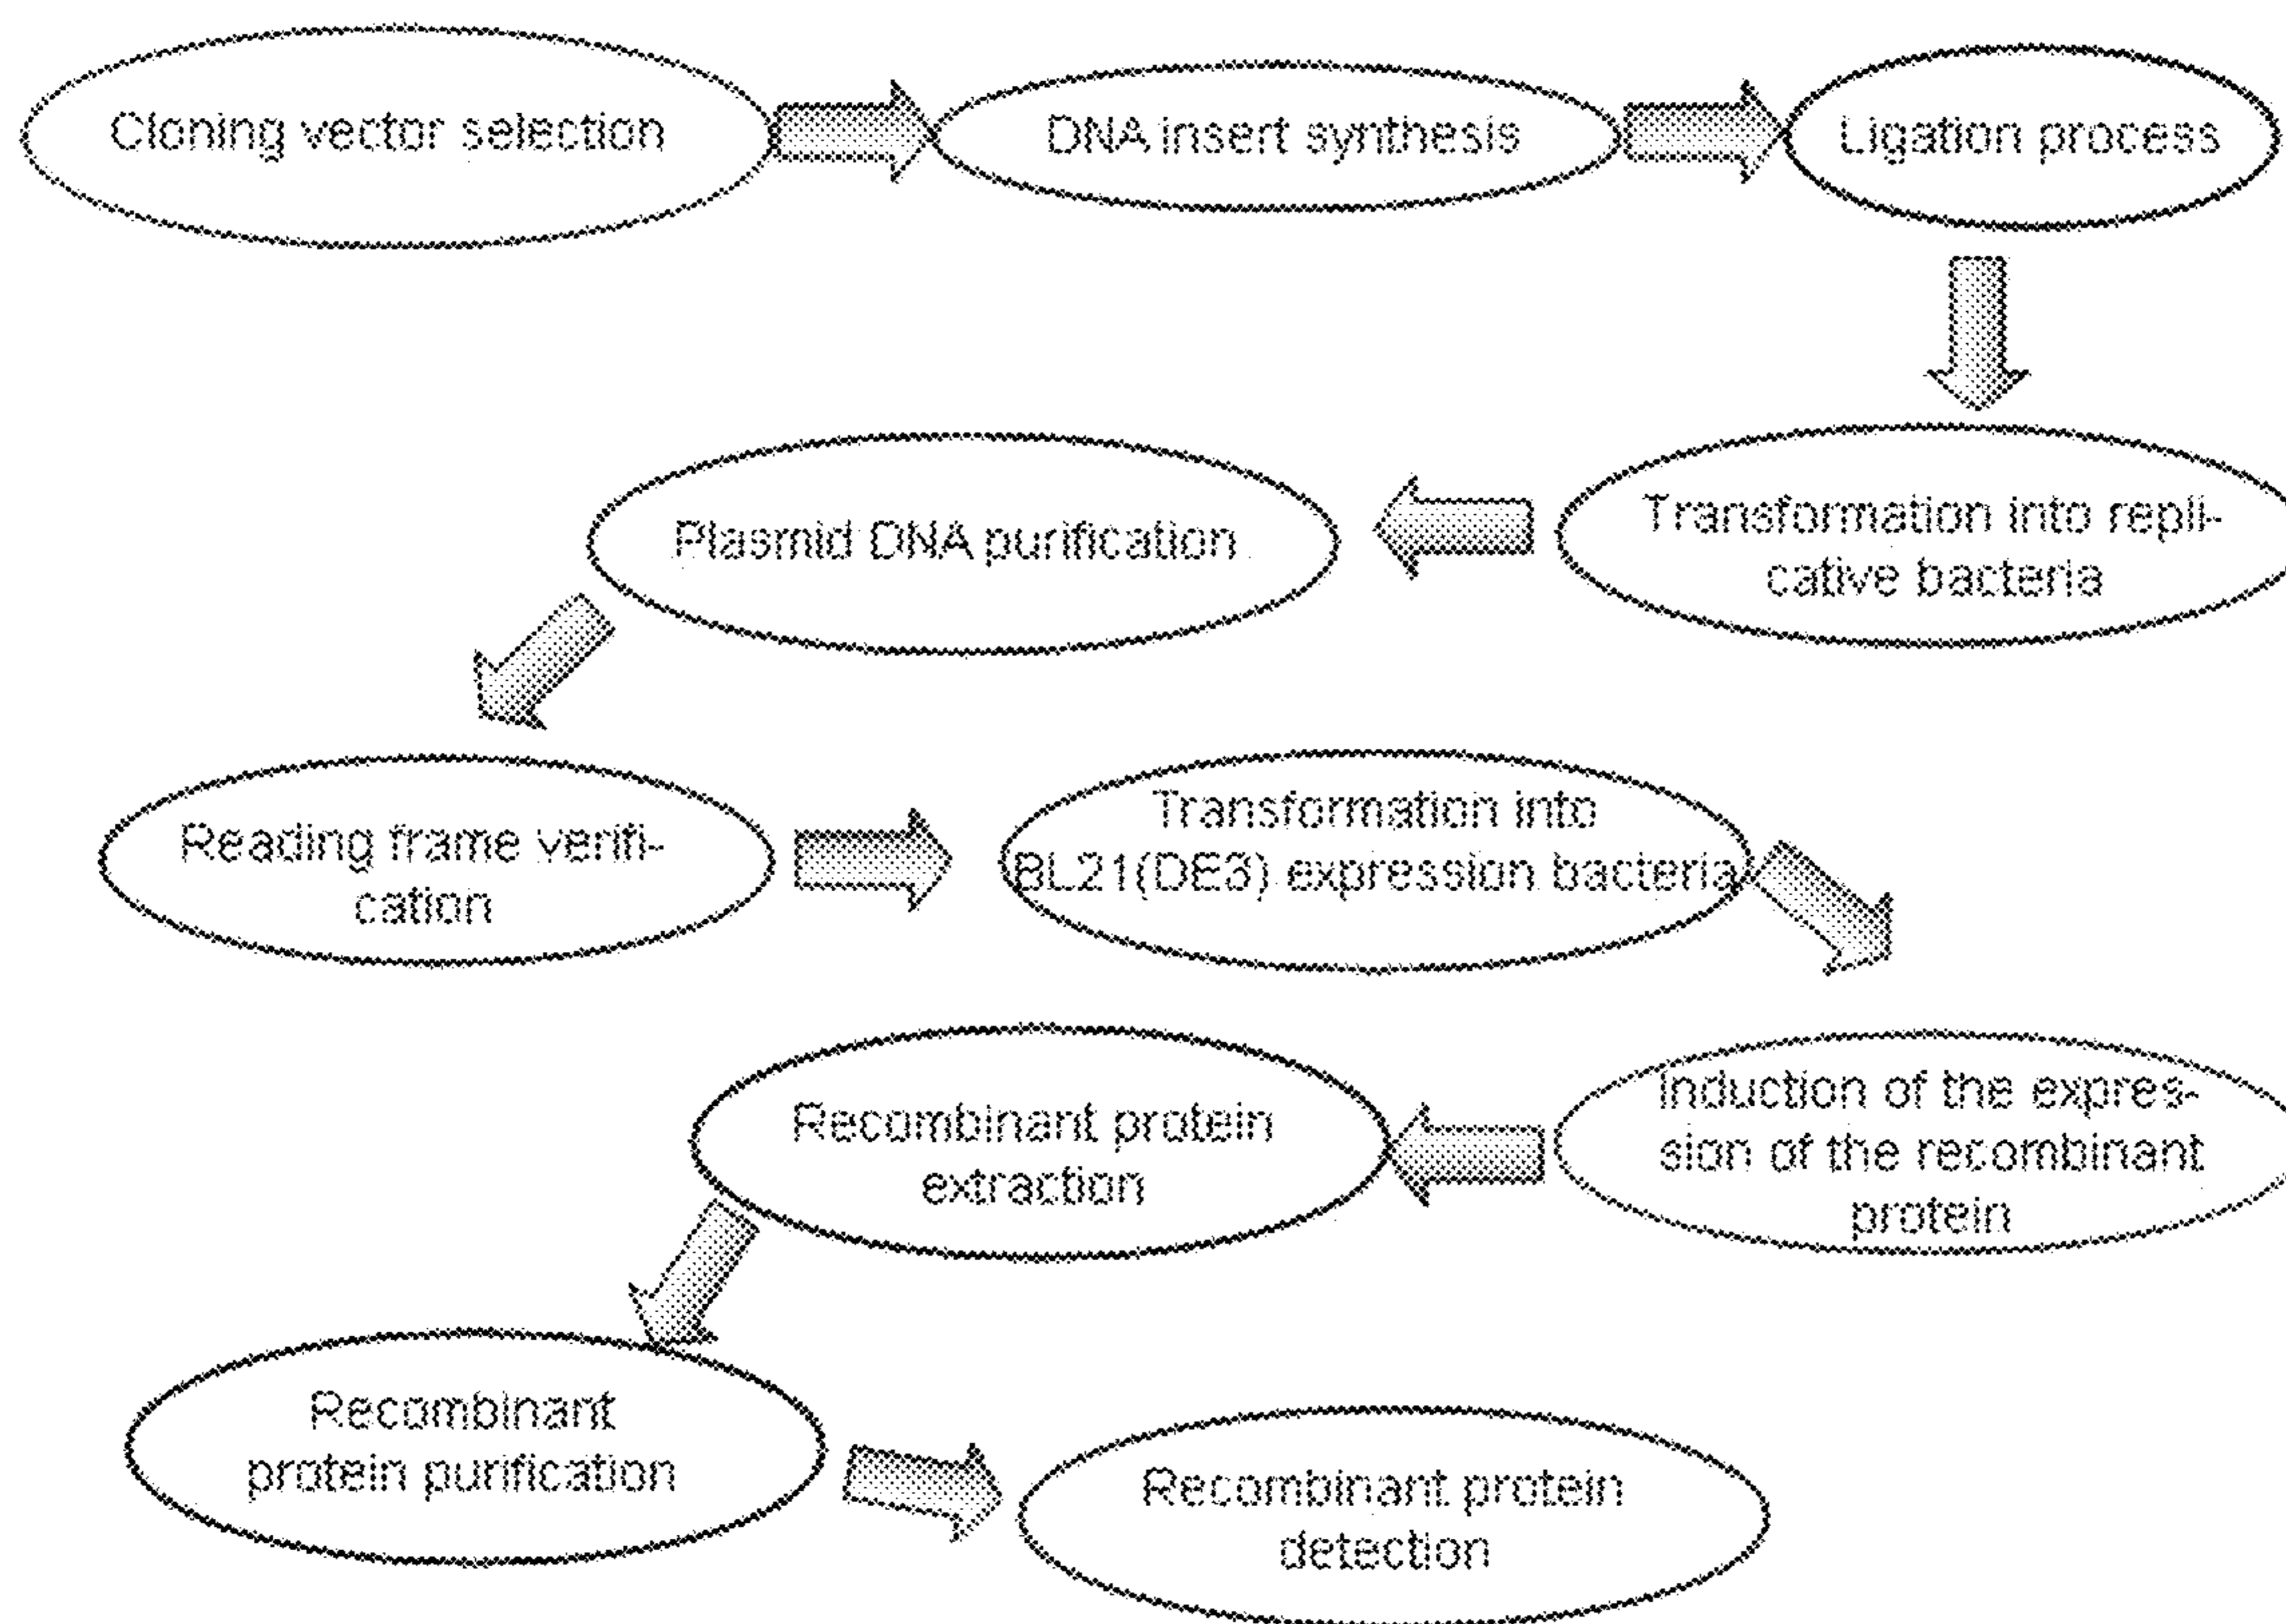 Cloning vector selection
DNA insert synthesis
Ligation process
Transformation into repli-
cative bacteria
Plasmid DNA purification
Reading frame verifi-
cation
Transformation into
BL21(DE3) expression bacteria
Induction of the expres-
sion of the recombinant
protein
Recombinant protein
extraction
Recombinant
protein purification
Recombinant protein
detection